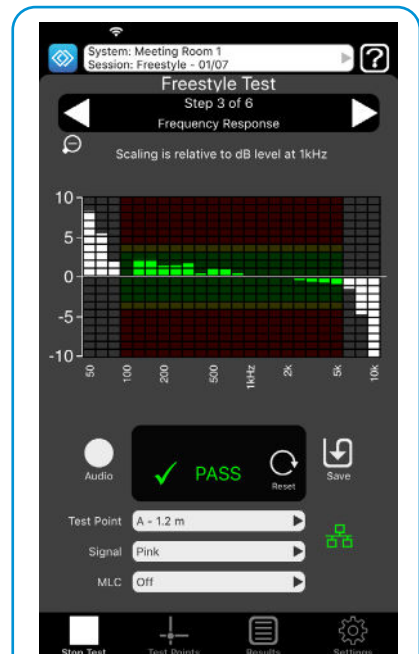 System: Meeting Room 1
Session: Freestyle - 01/07
?
Freestyle Test
Step 3 of 6
Frequency Response
Scaling is relative to dB level at 1kHz
10
5
0
-5
-10
50
100
200
500
1kHz
2k
5k
10k
Audio
✓ PASS
Reset
Save
Test Point
A - 1.2 m
Signal
Pink
MLC
Off
Stop Test
Test Points
Results
Settings